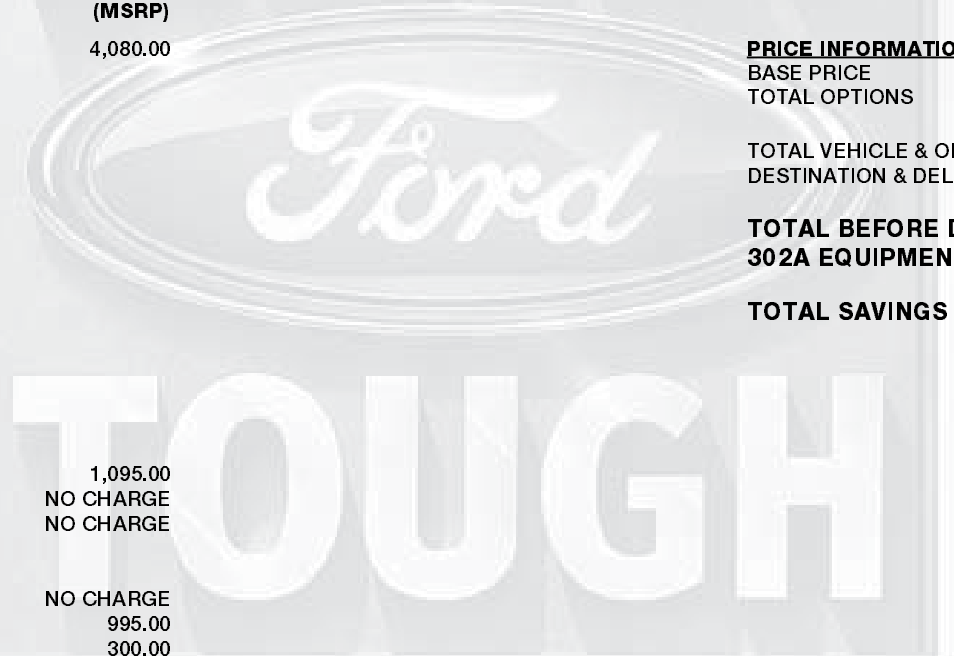 (MSRP)
4,080.00
PRICE INFORMATIO
BASE PRICE
TOTAL OPTIONS
TOTAL VEHICLE & O
DESTINATION & DEL
TOTAL BEFORE D
302A EQUIPMEN
TOTAL SAVINGS
Ford
TOUGH
1,095.00
NO CHARGE
NO CHARGE
NO CHARGE
995.00
300.00